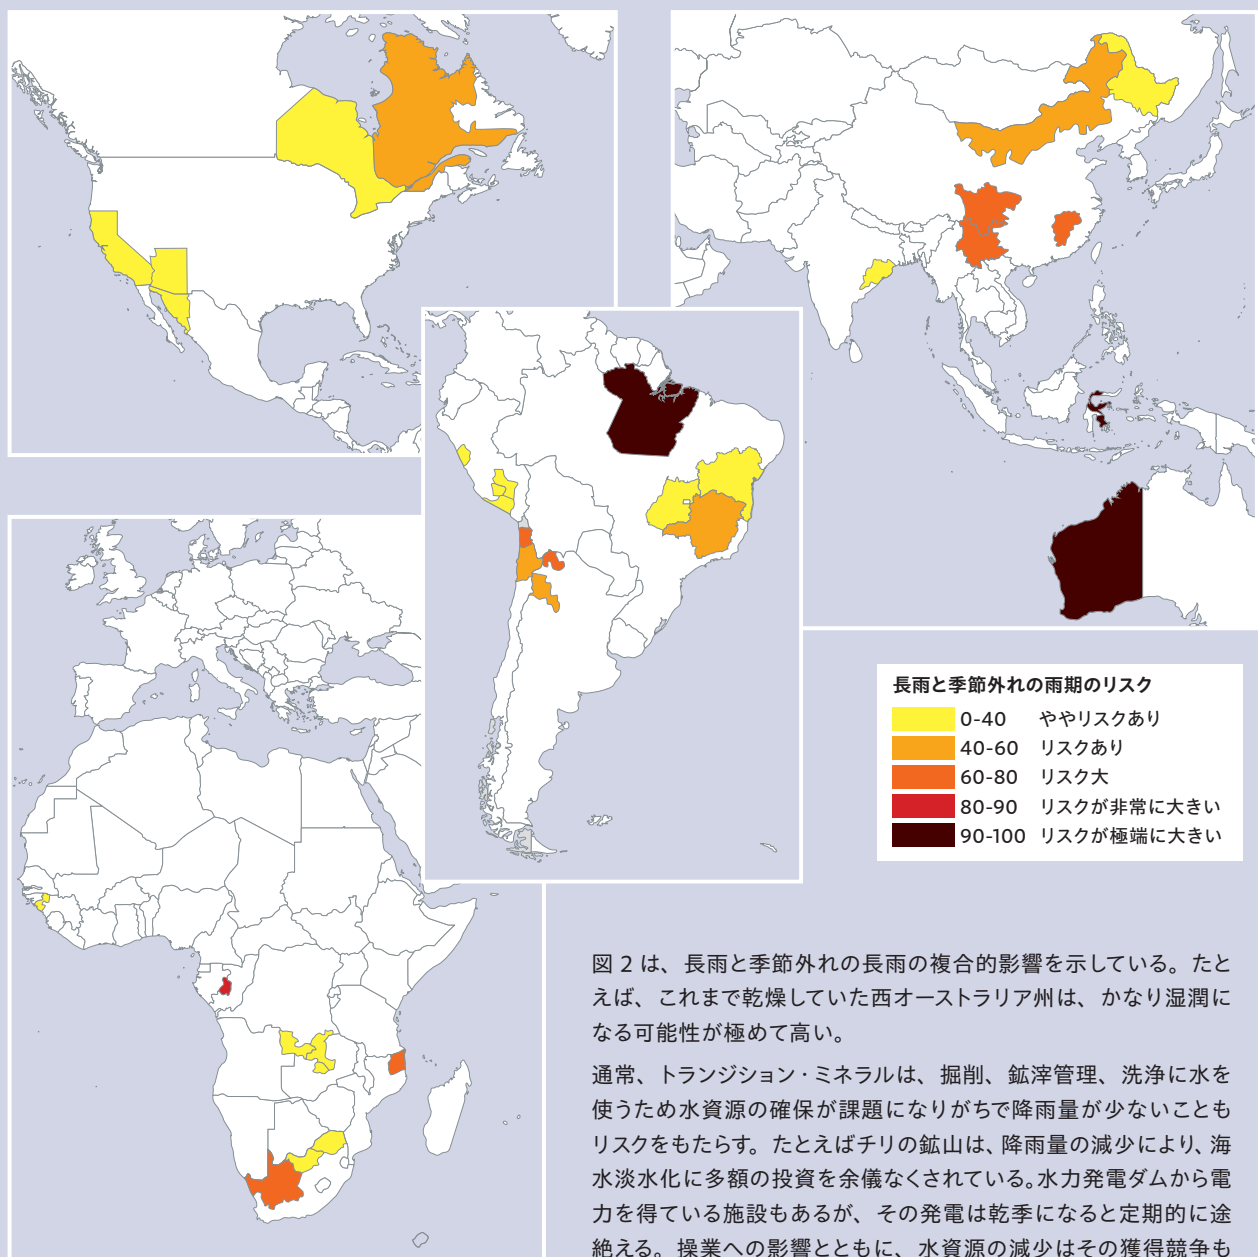 長雨と季節外れの雨期のリスク
0-40 ややリスクあり
40-60 リスクあり
60-80 リスク大
80-90 リスクが非常に大きい
90-100 リスクが極端に大きい
図 2 は、長雨と季節外れの長雨の複合的影響を示している。たと
えば、これまで乾燥していた西オーストラリア州は、かなり湿潤に
なる可能性が極めて高い。
通常、トランジション・ミネラルは、掘削、鉱滓管理、洗浄に水を
使うため水資源の確保が課題になりがちで降雨量が少ないことも
リスクをもたらす。たとえばチリの鉱山は、降雨量の減少により、海
水淡水化に多額の投資を余儀なくされている。水力発電ダムから電
力を得ている施設もあるが、その発電は乾季になると定期的に途
絶える。操業への影響とともに、水資源の減少はその獲得競争も